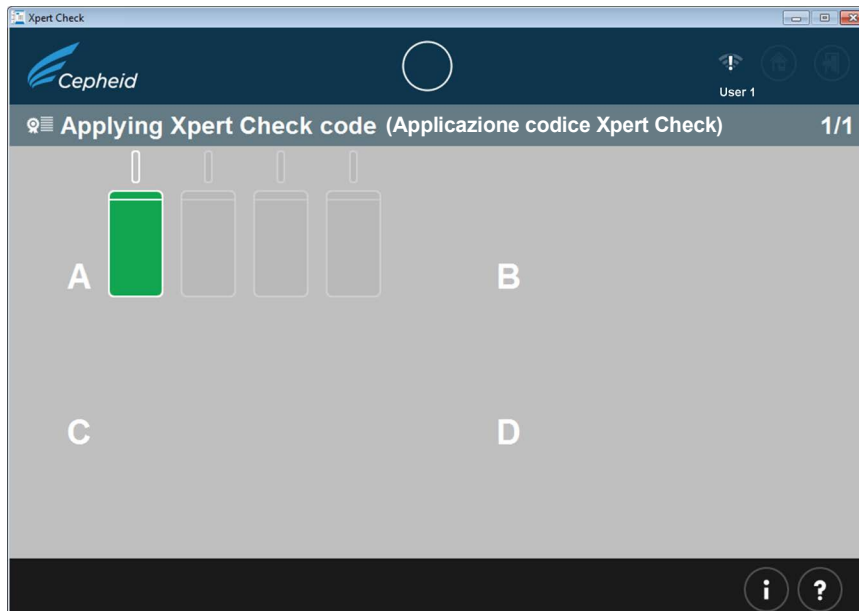 Xpert Check
Cepheid
User 1
Applying Xpert Check code (Applicazione codice Xpert Check) 1/1
A
B
C
D
i ?